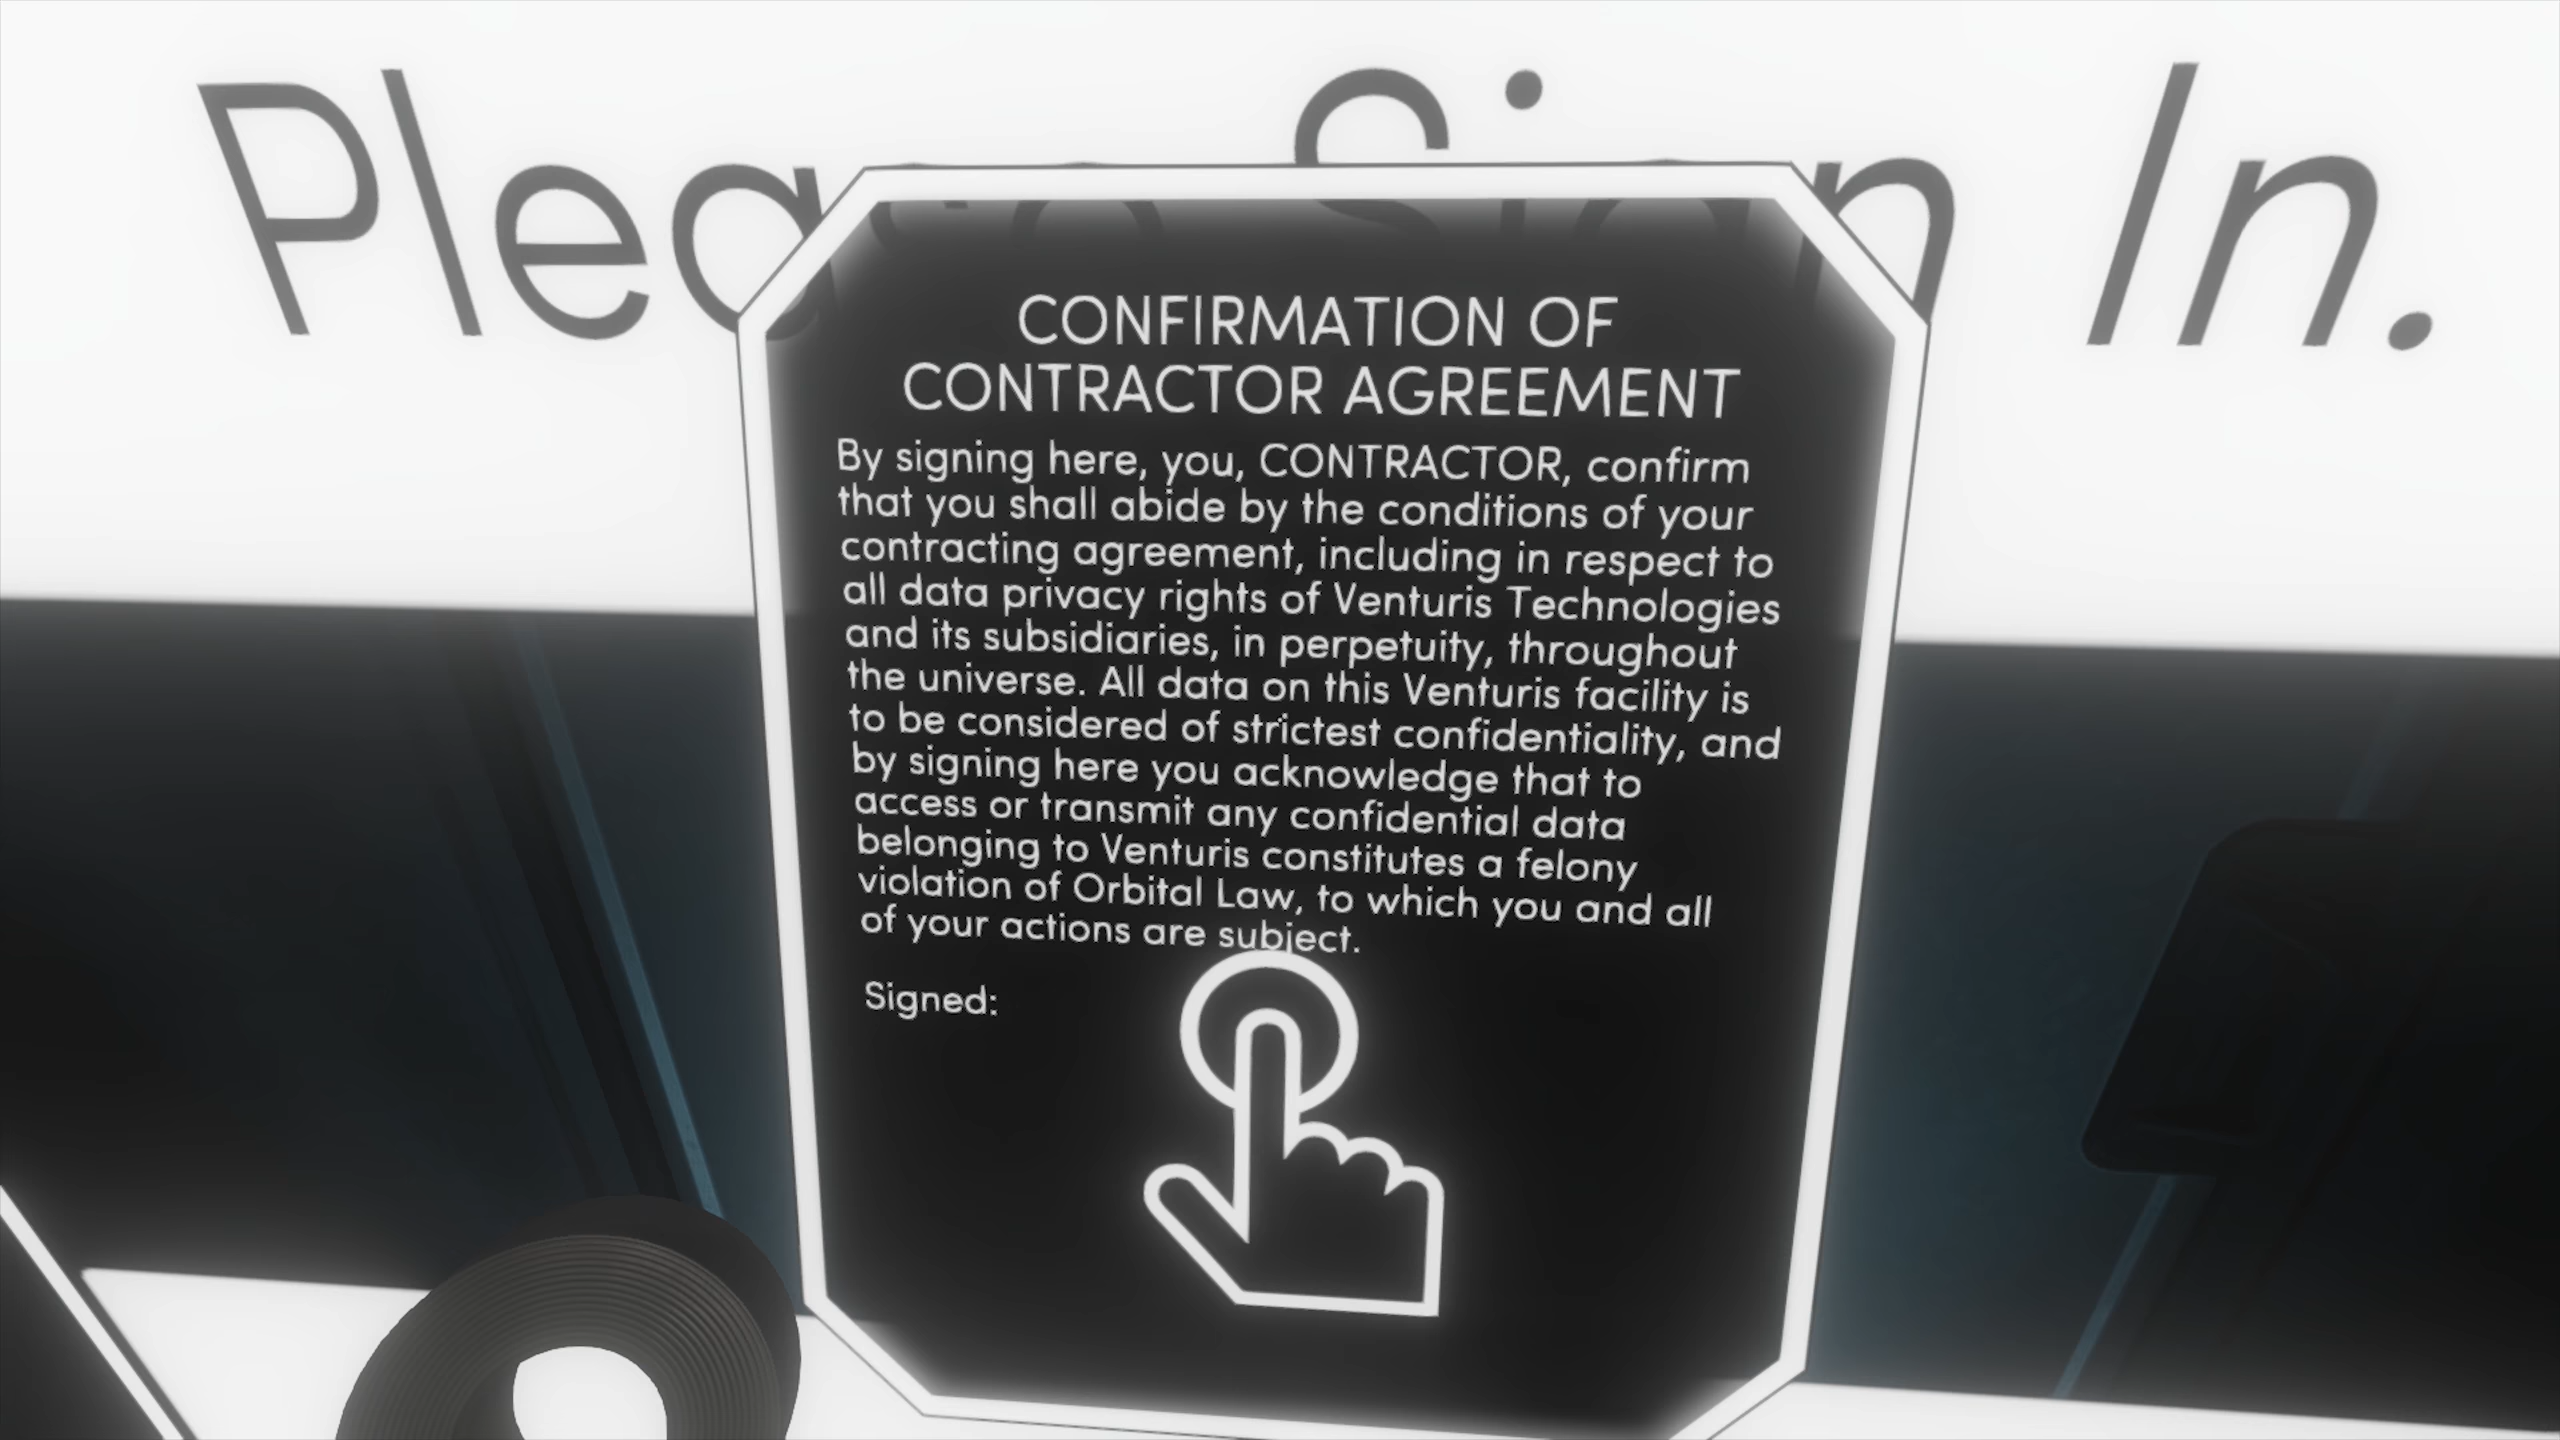 Please Sign In.
CONFIRMATION OF
CONTRACTOR AGREEMENT
By signing here, you, CONTRACTOR, confirm
that you shall abide by the conditions of your
contracting agreement, including in respect to
all data privacy rights of Venturis Technologies
and its subsidiaries, in perpetuity, throughout
the universe. All data on this Venturis facility is
to be considered of strictest confidentiality, and
by signing here you acknowledge that to
access or transmit any confidential data
belonging to Venturis constitutes a felony
violation of Orbital Law, to which you and all
of your actions are subject.
Signed: